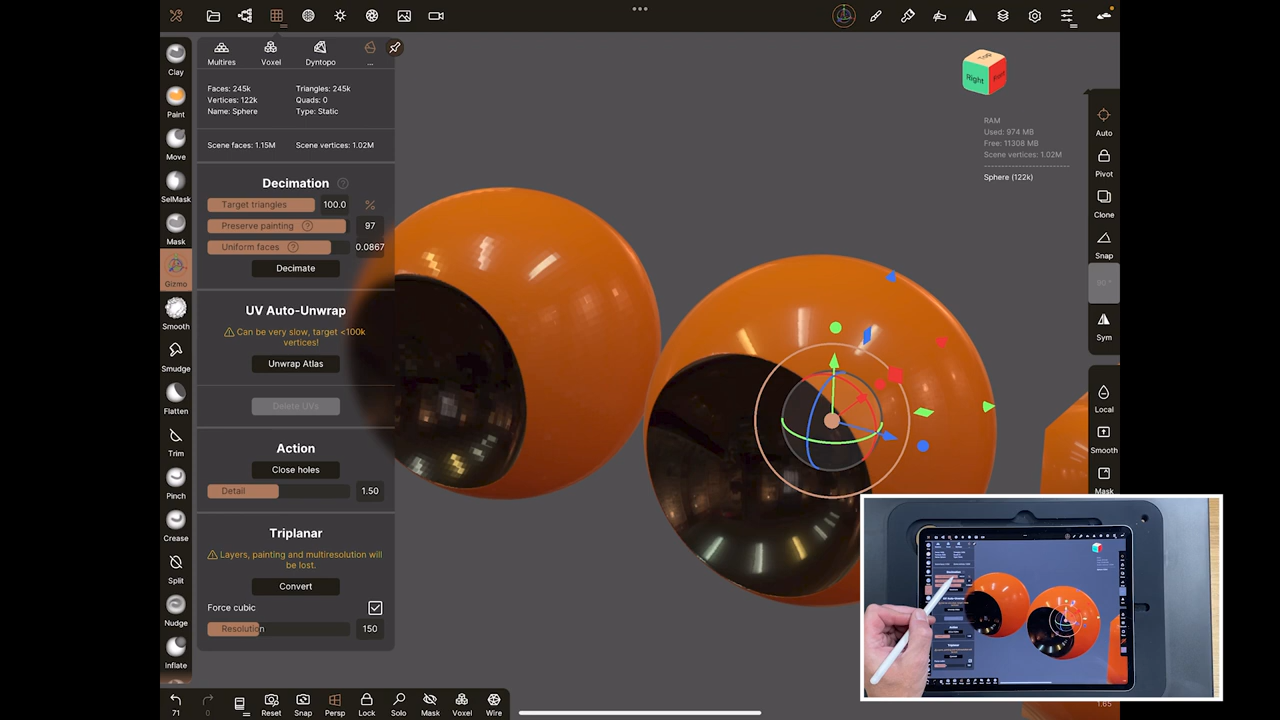 Clay
Paint
Move
SelMask
Mask
Gizmo
Smooth
Smudge
Flatten
Trim
Pinch
Crease
Split
Nudge
Inflate
Multires Voxel Dyntopo ...
Faces: 245k Triangles: 245k
Vertices: 122k Quads: 0
Name: Sphere Type: Static
Scene faces: 1.15M Scene vertices: 1.02M
Decimation ?
Target triangles 100.0 %
Preserve painting ? 97
Uniform faces ? 0.0867
Decimate
UV Auto-Unwrap
Can be very slow, target <100k
vertices!
Unwrap Atlas
Delete UVs
Action
Close holes
Detail 1.50
Triplanar
Layers, painting and multiresolution will
be lost.
Convert
Force cubic
Resolution 150
Top
Right
RAM
Used: 974 MB
Free: 11308 MB
Scene vertices: 1.02M
Sphere (122k)
Auto
Pivot
Clone
Snap
90 °
Sym
Local
Smooth
Mask
1.65
71 0 Reset Snap Persp Lock Solo Mask Voxel Wire